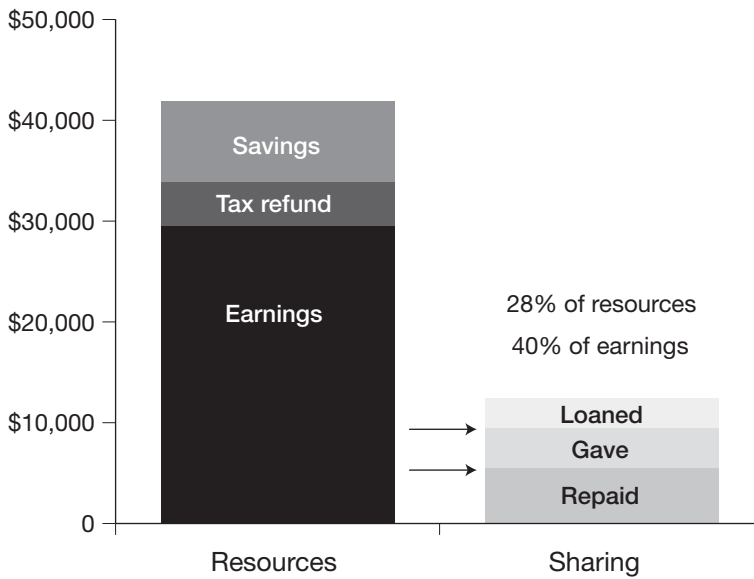 $50,000
$40,000
$30,000
$20,000
$10,000
0
Savings
Tax refund
Earnings
28% of resources
40% of earnings
Loaned
Gave
Repaid
Resources
Sharing